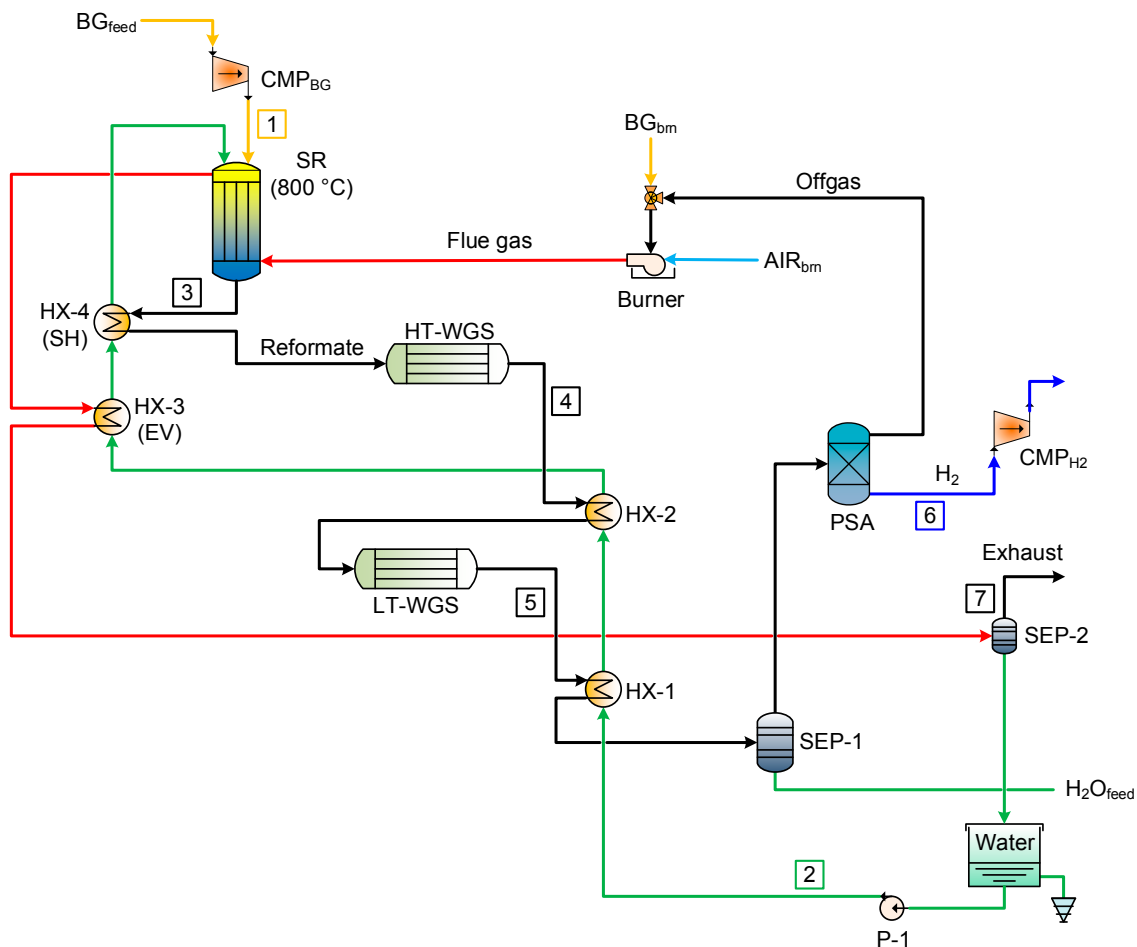 BGfeed
CMPBG
1
SR
(800 °C)
BGbrn
Offgas
Flue gas
AIRbrn
Burner
3
HX-4
(SH)
Reformate
HT-WGS
4
HX-3
(EV)
CMPH2
H2
PSA
6
HX-2
Exhaust
LT-WGS
5
7
SEP-2
HX-1
SEP-1
H2Ofeed
Water
2
P-1